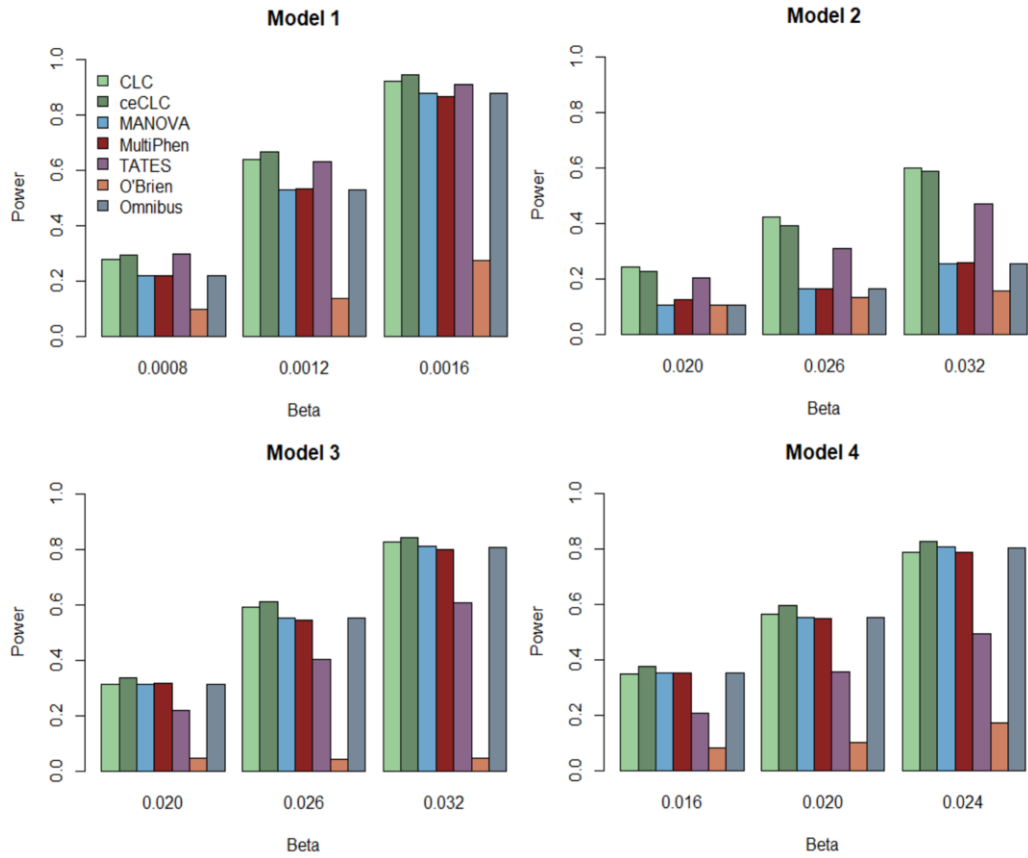 Model 1
Power
0.0
0.2
0.4
0.6
0.8
1.0
CLC
ceCLC
MANOVA
MultiPhen
TATES
O'Brien
Omnibus
0.0008
0.0012
0.0016
Beta
Model 2
Power
0.0
0.2
0.4
0.6
0.8
1.0
0.020
0.026
0.032
Beta
Model 3
Power
0.0
0.2
0.4
0.6
0.8
1.0
0.020
0.026
0.032
Beta
Model 4
Power
0.0
0.2
0.4
0.6
0.8
1.0
0.016
0.020
0.024
Beta